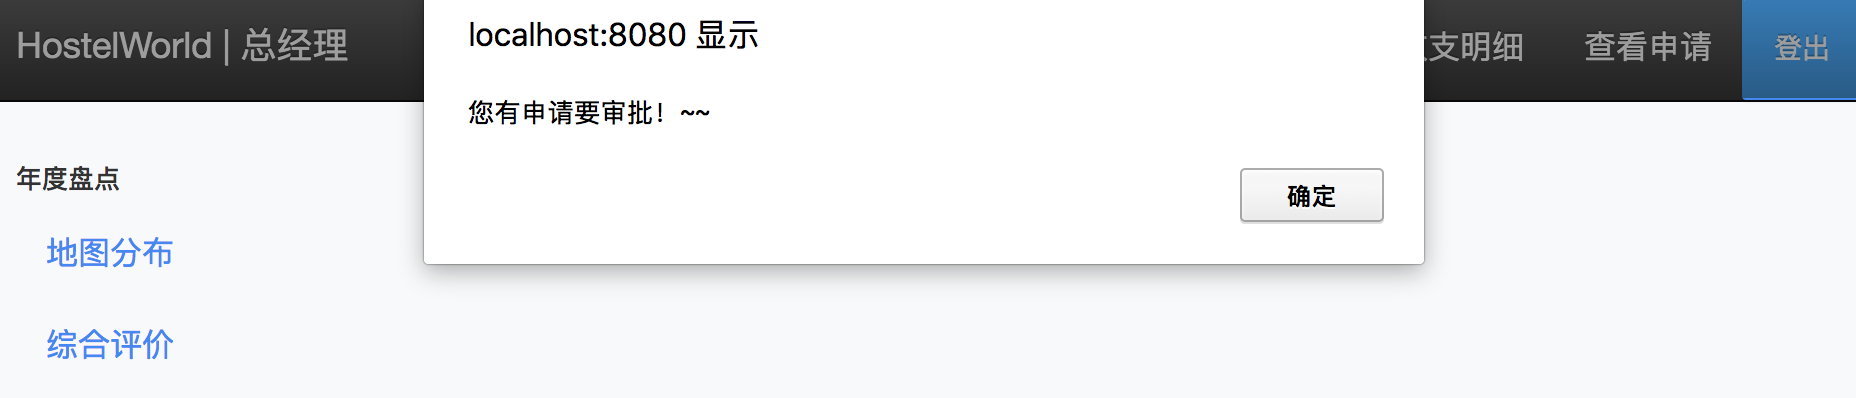 HostelWorld | 总经理
localhost:8080 显示
支明细
查看申请
登出
您有申请要审批！~~
确定
年度盘点
地图分布
综合评价